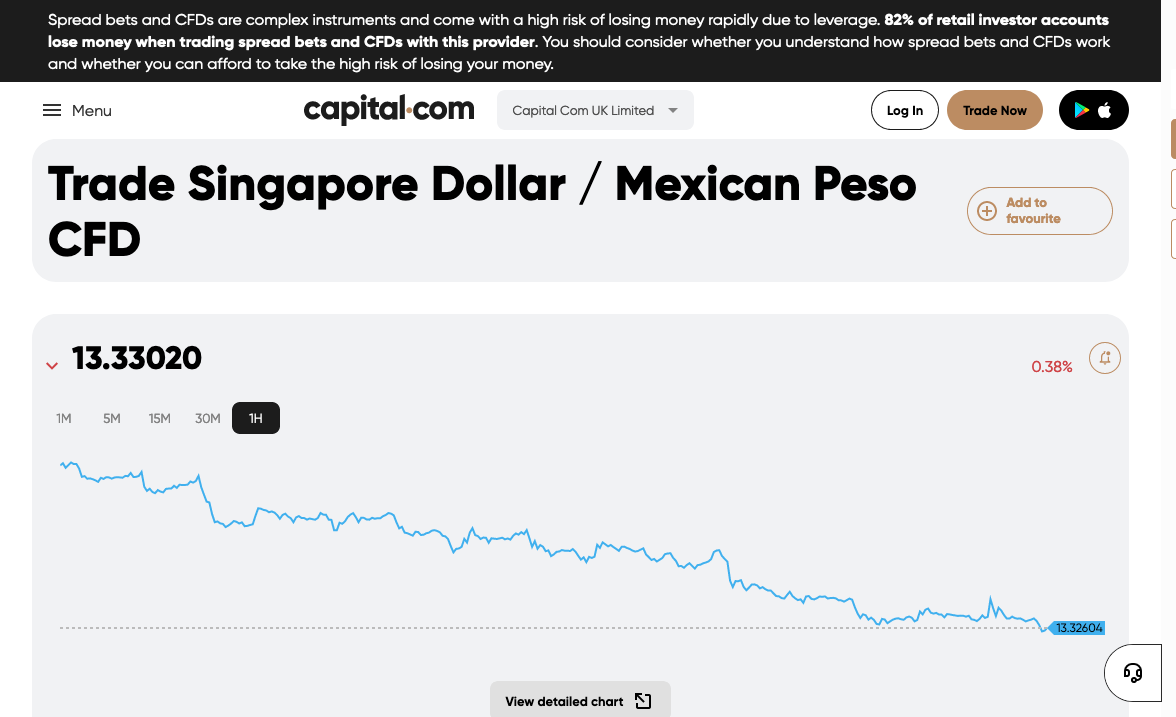 Spread bets and CFDs are complex instruments and come with a high risk of losing money rapidly due to leverage. 82% of retail investor accounts
lose money when trading spread bets and CFDs with this provider. You should consider whether you understand how spread bets and CFDs work
and whether you can afford to take the high risk of losing your money.
Menu
capital.com
Capital Com UK Limited
Log In
Trade Now
Trade Singapore Dollar / Mexican Peso
CFD
Add to
favourite
13.33020
0.38%
1M 5M 15M 30M 1H
13.32604
View detailed chart